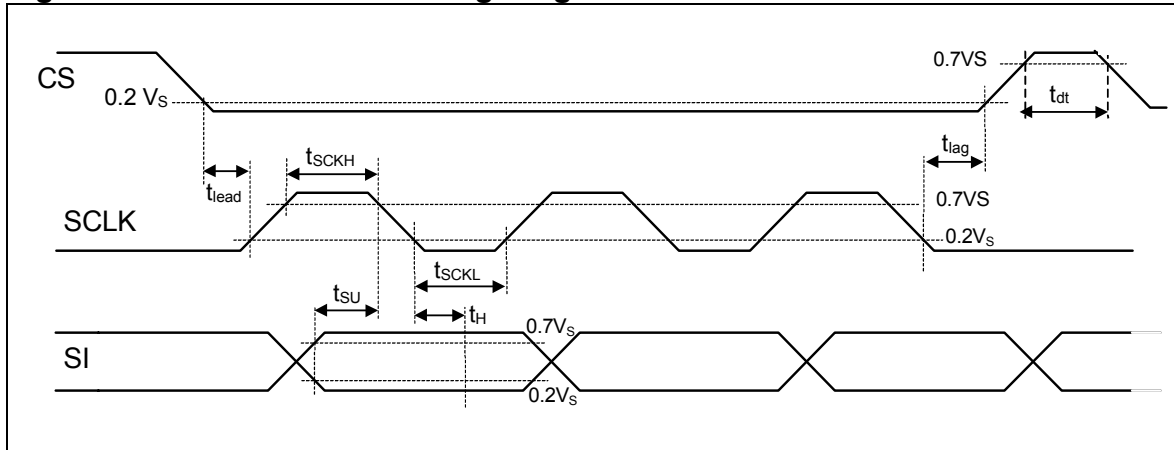 CS
0.2 VS
0.7VS
tdt
tlead
tSCKH
tlag
SCLK
0.7VS
0.2VS
tSCKL
tSU
tH
SI
0.7VS
0.2VS